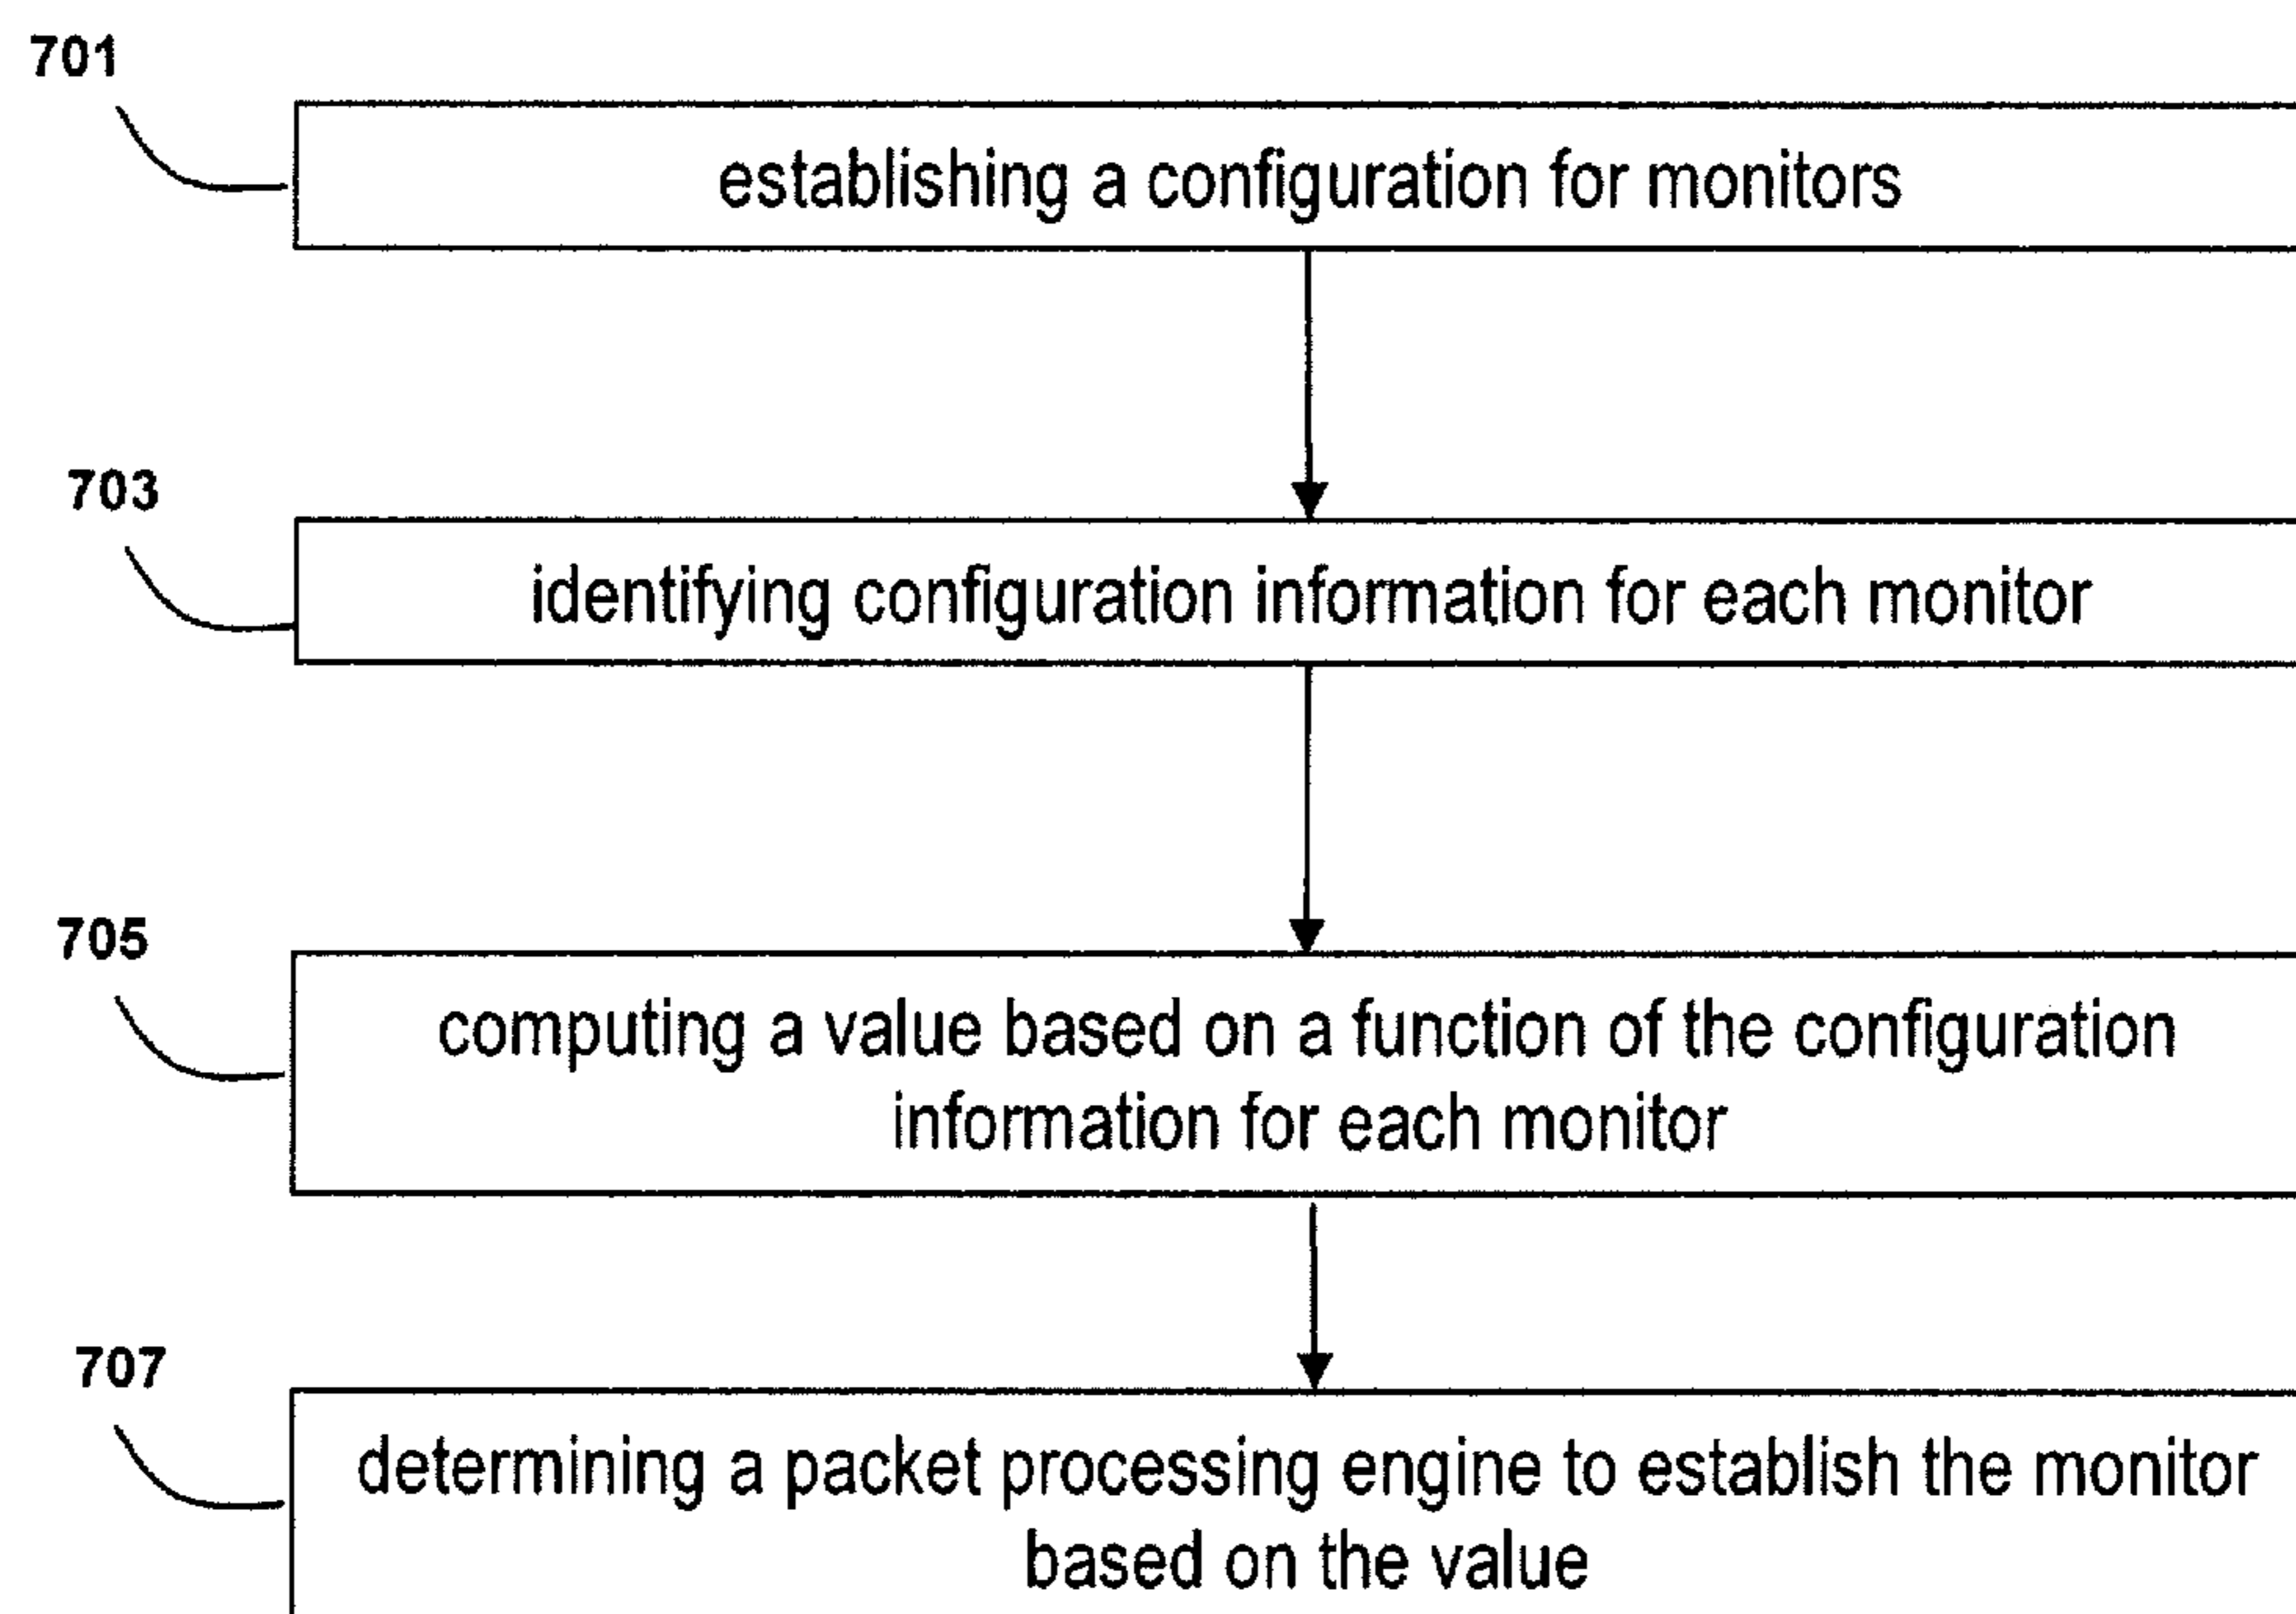 701
establishing a configuration for monitors
703
identifying configuration information for each monitor
705
computing a value based on a function of the configuration
information for each monitor
707
determining a packet processing engine to establish the monitor
based on the value